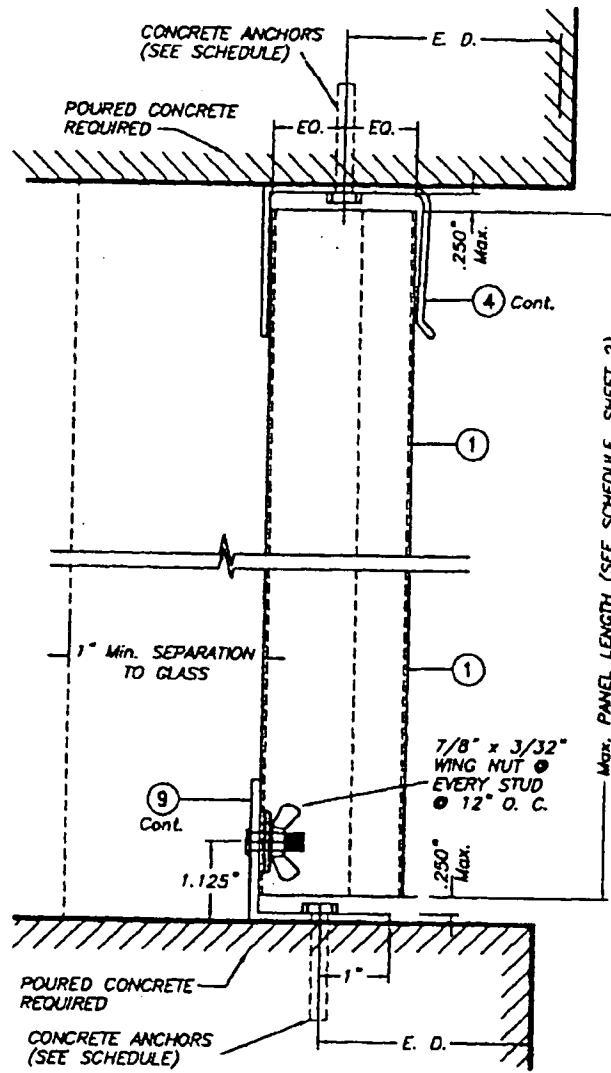 CONCRETE ANCHORS
(SEE SCHEDULE)
E. D.
POURED CONCRETE
REQUIRED
EQ. EQ.
.250"
Max.
4 Cont.
1
Max. PANEL LENGTH (SEE SCHEDULE, SHEET 2)
1" Min. SEPARATION
TO GLASS
1
7/8" x 3/32"
WING NUT @
EVERY STUD
@ 12" O. C.
9
Cont.
1.125"
.250"
Max.
POURED CONCRETE
REQUIRED
1"
CONCRETE ANCHORS
(SEE SCHEDULE)
E. D.